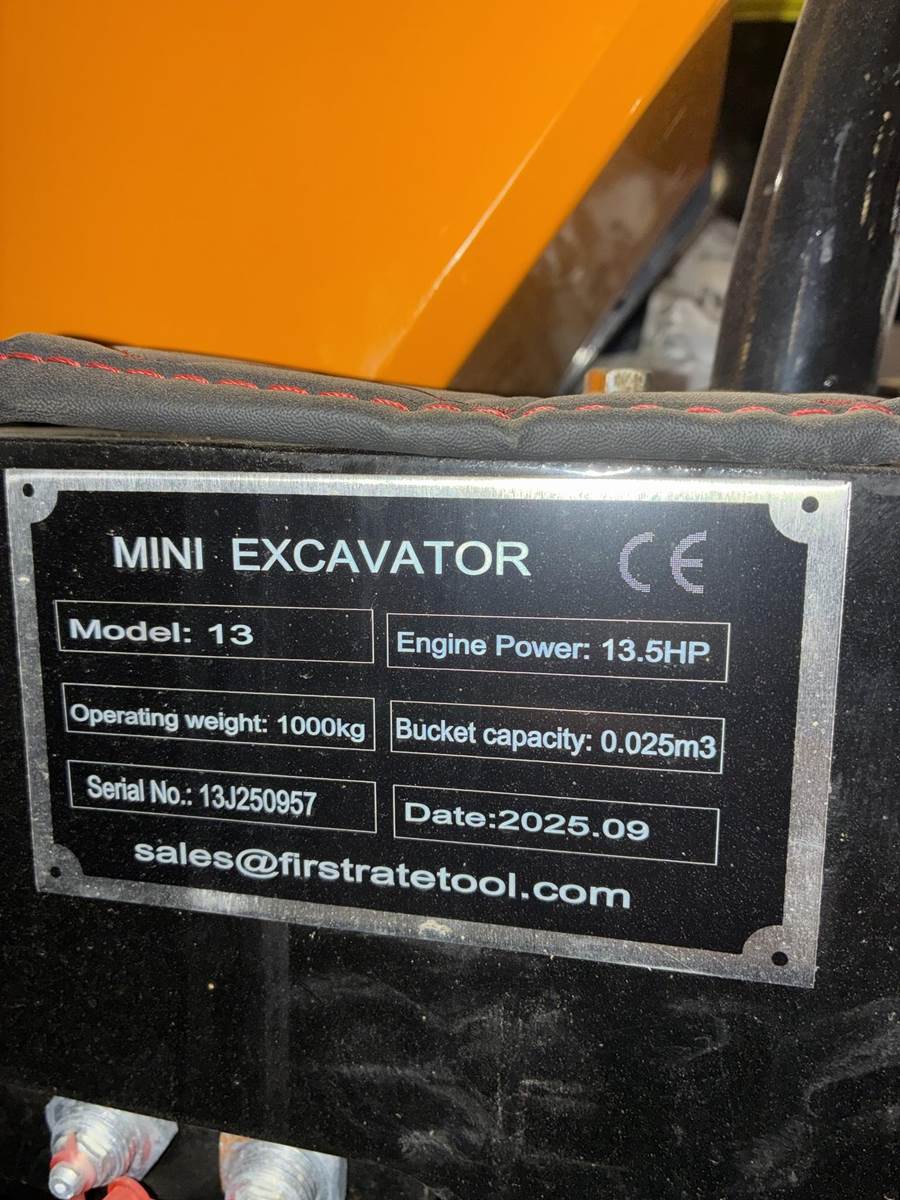 MINI EXCAVATOR CE
Model: 13
Engine Power: 13.5HP
Operating weight: 1000kg
Bucket capacity: 0.025m3
Serial No.: 13J250957
Date:2025.09
sales@firstratetool.com